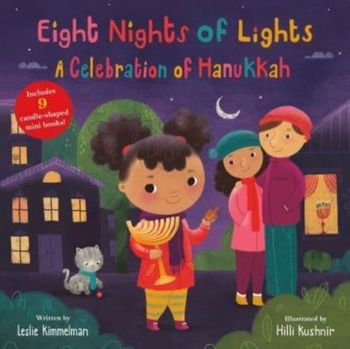 Eight Nights of Lights
A Celebration of Hanukkah
Includes
9
candle-shaped
mini books!
Written by
Leslie Kimmelman
Illustrated by
Hilli Kushnir